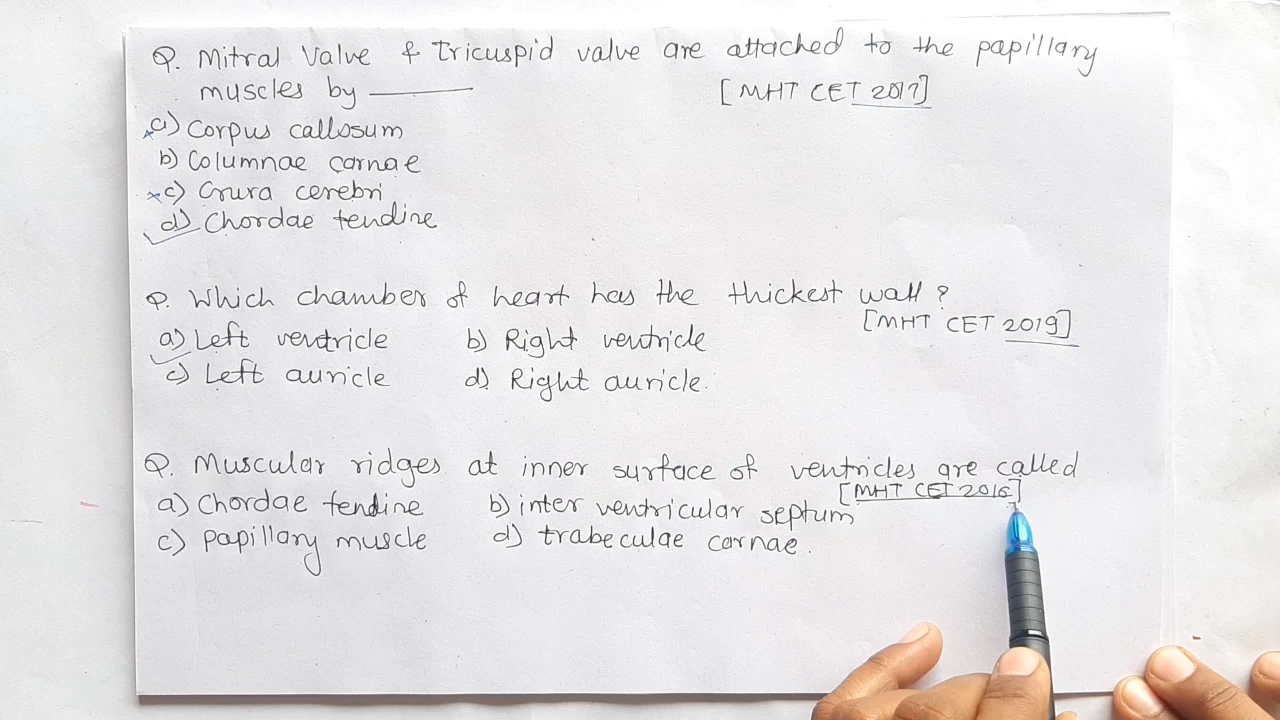 Q. Mitral Valve & tricuspid valve are attached to the papillary
muscles by ———
[MHT CET 2017]
a) Corpus callosum
b) Columnae carnae
c) Crura cerebri
d) Chordae tendine
Q. Which chamber of heart has the thickest wall?
[MHT CET 2019]
a) Left ventricle b) Right ventricle
c) Left auricle d) Right auricle.
Q. Muscular ridges at inner surface of ventricles are called
[MHT CET 2016]
a) Chordae tendine b) inter ventricular septum
c) papillary muscle d) trabeculae carnae.